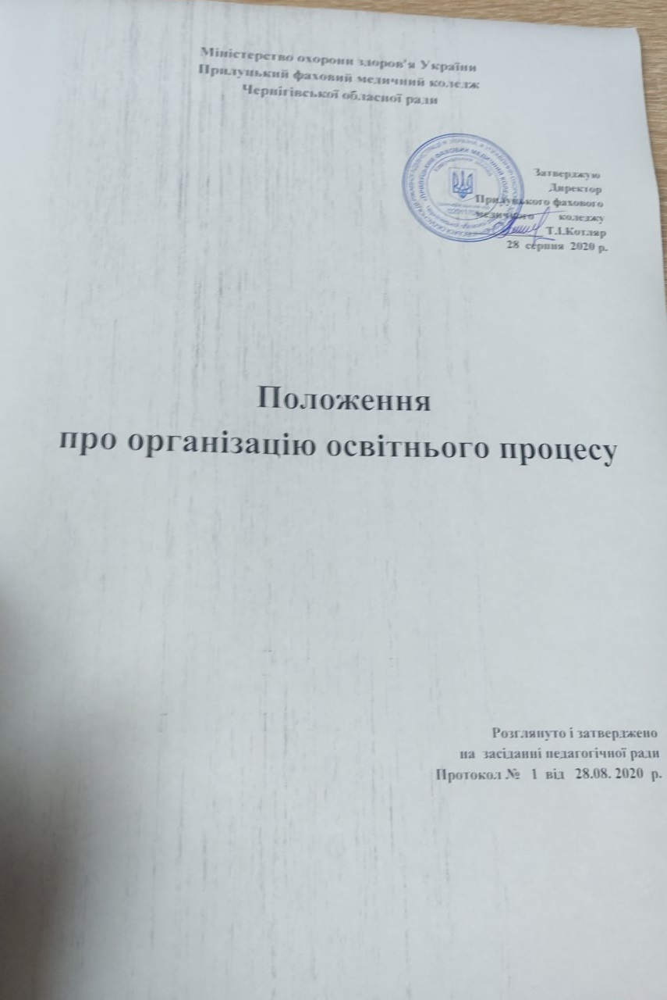 Міністерство охорони здоров'я України
Прилуцький фаховий медичний коледж
Чернігівської обласної ради
Затверджую
Директор
Прилуцького фахового
медичного коледжу
Т.І.Котляр
28 серпня 2020 р.
Положення
про організацію освітнього процесу
Розглянуто і затверджено
на засіданні педагогічної ради
Протокол № 1 від 28.08. 2020 р.